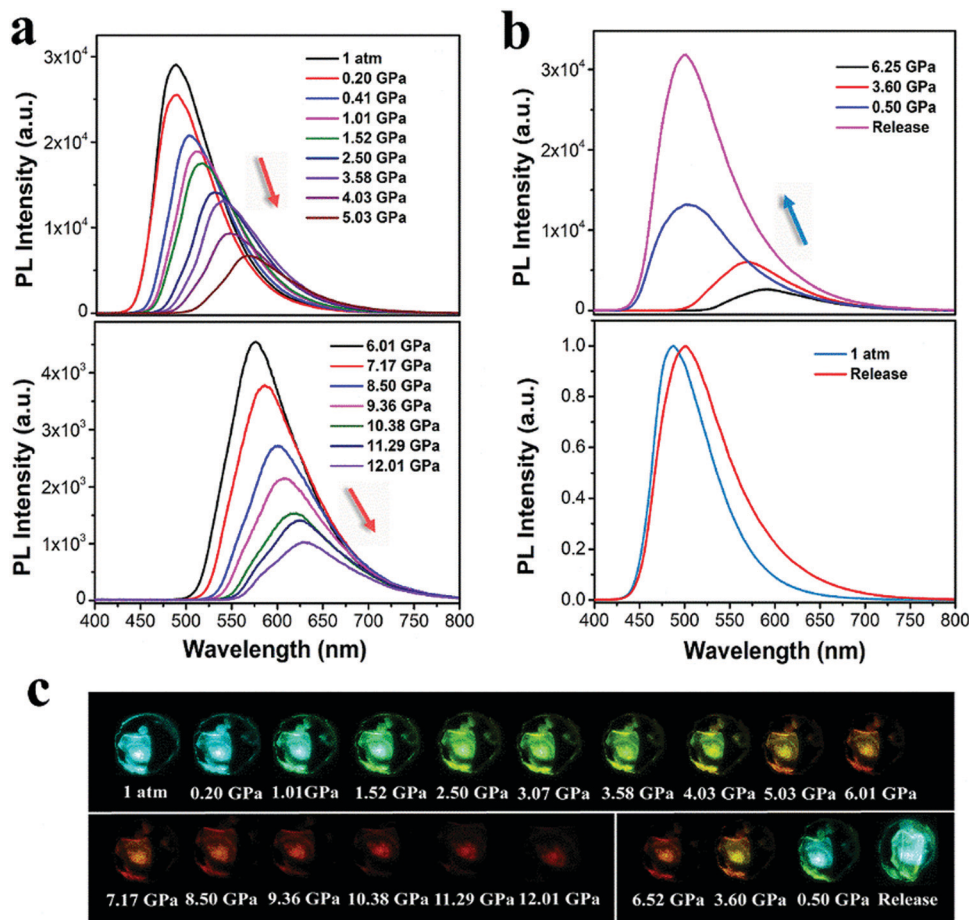 a
PL Intensity (a.u.)
3x10⁴
2x10⁴
1x10⁴
0
1 atm
0.20 GPa
0.41 GPa
1.01 GPa
1.52 GPa
2.50 GPa
3.58 GPa
4.03 GPa
5.03 GPa
PL Intensity (a.u.)
4x10³
3x10³
2x10³
1x10³
0
6.01 GPa
7.17 GPa
8.50 GPa
9.36 GPa
10.38 GPa
11.29 GPa
12.01 GPa
400 450 500 550 600 650 700 750 800
Wavelength (nm)
b
PL Intensity (a.u.)
3x10⁴
2x10⁴
1x10⁴
0
6.25 GPa
3.60 GPa
0.50 GPa
Release
PL Intensity (a.u.)
1.0
0.8
0.6
0.4
0.2
0.0
1 atm
Release
400 450 500 550 600 650 700 750 800
Wavelength (nm)
c
1 atm 0.20 GPa 1.01GPa 1.52 GPa 2.50 GPa 3.07 GPa 3.58 GPa 4.03 GPa 5.03 GPa 6.01 GPa
7.17 GPa 8.50 GPa 9.36 GPa 10.38 GPa 11.29 GPa 12.01 GPa 6.52 GPa 3.60 GPa 0.50 GPa Release